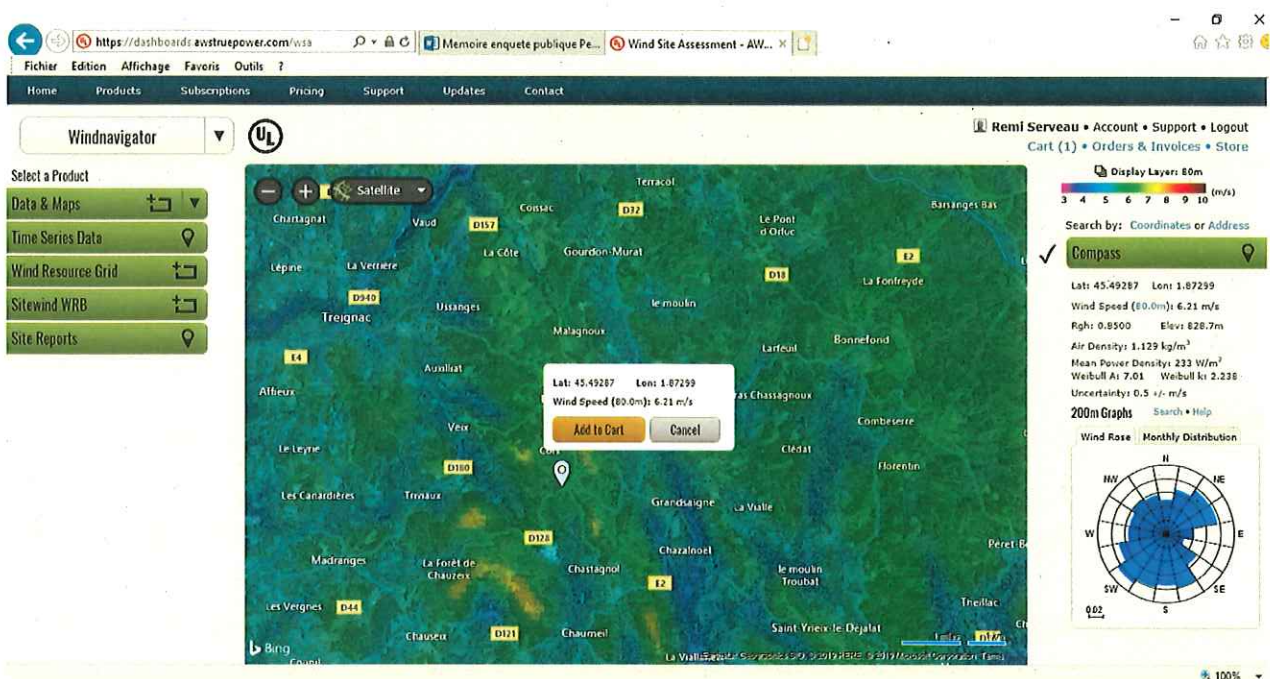 https://dashboards.awstruepower.com/wsa
Memoire enquete publique Pe...
Wind Site Assessment - AW...
Fichier Edition Affichage Favoris Outils ?
Home Products Subscriptions Pricing Support Updates Contact
Windnavigator
UL
Remi Serveau • Account • Support • Logout
Cart (1) • Orders & Invoices • Store
Select a Product
Data & Maps
Time Series Data
Wind Resource Grid
Sitewind WRB
Site Reports
Satellite
Terracol
Chartagnat
Vaud
D157
Coissac
D32
Le Pont
d'Orluc
Barsanges Bas
La Côte
Gourdon-Murat
E2
Lépine
La Verrière
D18
La Fonfreyde
D940
Treignac
Ussanges
le moulin
Malagnoux
Bonnefond
E4
Larfeuil
Auxilliat
Affieux
Lat: 45.49287 Lon: 1.87299
Wind Speed (80.0m): 6.21 m/s
Add to Cart Cancel
ras Chassagnoux
Veix
Combeserre
Le Leyrie
Clédat
D180
Florentin
Les Canardières
Triviaux
Grandsaigne
La Vialle
D128
Chazalnoel
Péret-Be
Madranges
La Forêt de
Chauzeix
Chastagnol
E2
le moulin
Troubat
Les Vergnes
D44
Theillac
Chauseix
D121
Chaumeil
Saint-Yrieix-le-Déjalat
Bing
Display Layer: 80m
3 4 5 6 7 8 9 10 (m/s)
Search by: Coordinates or Address
Compass
Lat: 45.49287 Lon: 1.87299
Wind Speed (80.0m): 6.21 m/s
Rgh: 0.8500 Elev: 828.7m
Air Density: 1.129 kg/m³
Mean Power Density: 233 W/m²
Weibull A: 7.01 Weibull k: 2.238
Uncertainty: 0.5 +/- m/s
200m Graphs Search • Help
Wind Rose Monthly Distribution
N
NW NE
W E
SW SE
S
0.02
100%